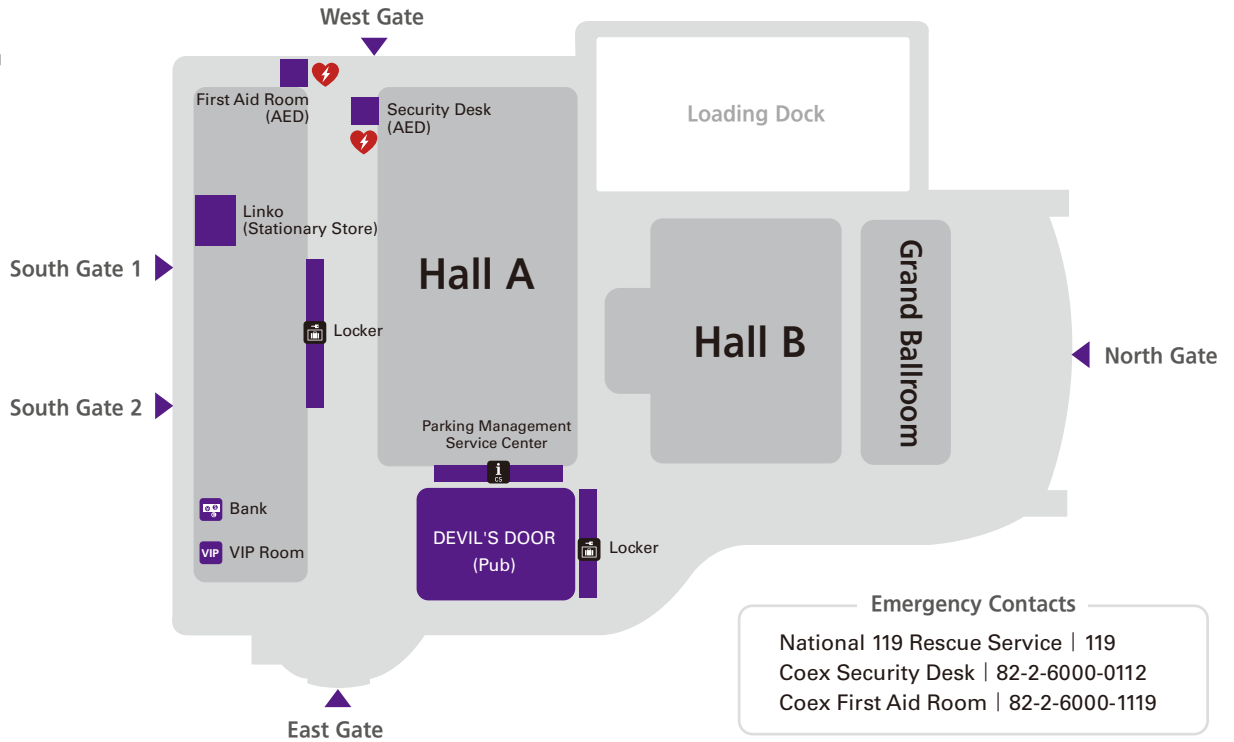 West Gate
First Aid Room
(AED)
Security Desk
(AED)
Loading Dock
Linko
(Stationary Store)
South Gate 1
Hall A
Grand Ballroom
Locker
Hall B
North Gate
South Gate 2
Parking Management
Service Center
i
CS
Bank
DEVIL'S DOOR
(Pub)
Locker
VIP
VIP Room
East Gate
Emergency Contacts
National 119 Rescue Service | 119
Coex Security Desk | 82-2-6000-0112
Coex First Aid Room | 82-2-6000-1119